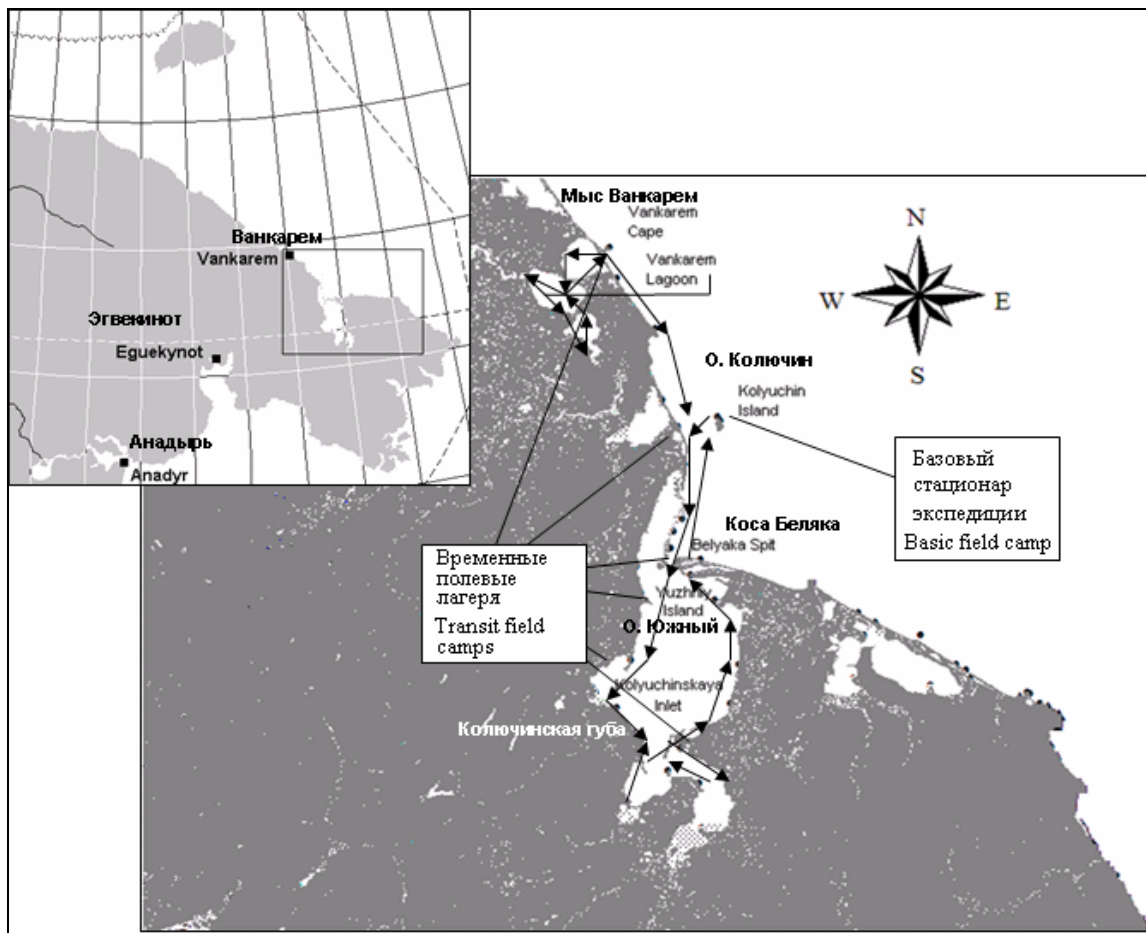 Ванкарем
Vankarem
Эгвекинот
Eguekynot
Анадырь
Anadyr
Мыс Ванкарем
Vankarem
Cape
Vankarem
Lagoon
N
W
E
S
О. Колючин
Kolyuchin
Island
Базовый
стационар
экспедиции
Basic field camp
Коса Беляка
Belyaka Spit
Временные
полевые
лагеря
Transit field
camps
Yuzhniy
Island
О. Южный
Kolyuchinskaya
Inlet
Колючинская губа